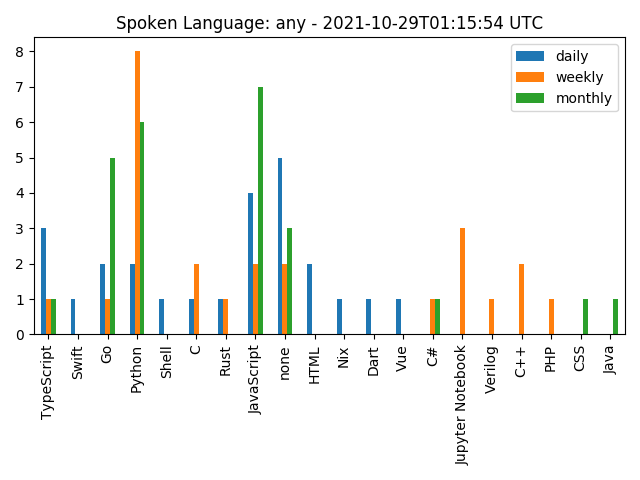 Spoken Language: any - 2021-10-29T01:15:54 UTC
daily
weekly
monthly
8
7
6
5
4
3
2
1
0
TypeScript
Swift
Go
Python
Shell
C
Rust
JavaScript
none
HTML
Nix
Dart
Vue
C#
Jupyter Notebook
Verilog
C++
PHP
CSS
Java